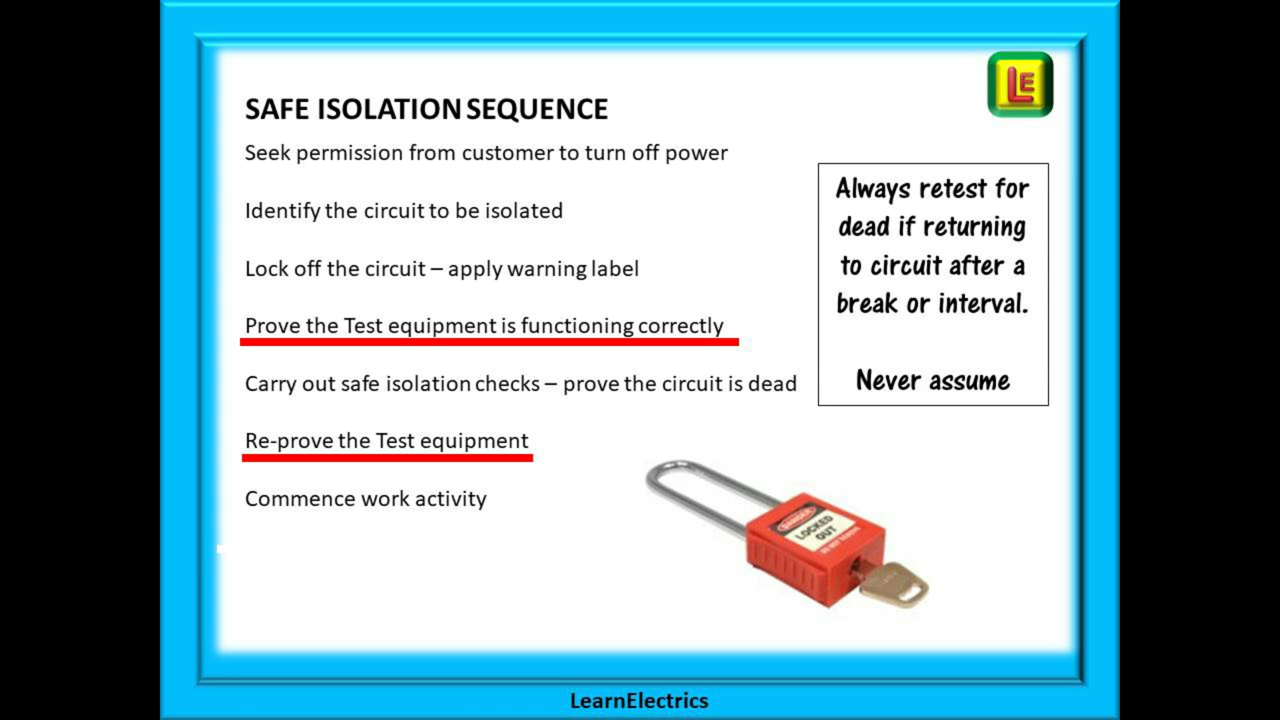 LE
SAFE ISOLATION SEQUENCE
Seek permission from customer to turn off power
Identify the circuit to be isolated
Lock off the circuit – apply warning label
Prove the Test equipment is functioning correctly
Carry out safe isolation checks – prove the circuit is dead
Re-prove the Test equipment
Commence work activity
Always retest for
dead if returning
to circuit after a
break or interval.
Never assume
DANGER
LOCKED
OUT
DO NOT REMOVE
LearnElectrics